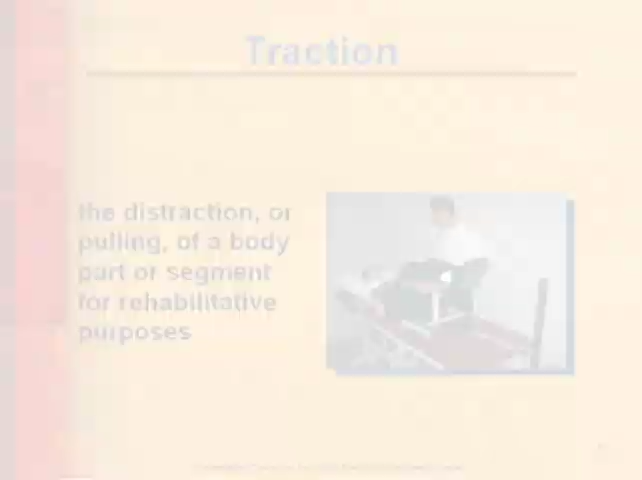 Traction
the distraction, or
pulling, of a body
part or segment
for rehabilitative
purposes